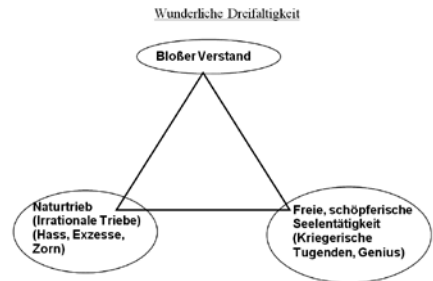 Wunderliche Dreifaltigkeit
Bloßer Verstand
Naturtrieb
(Irrationale Triebe)
(Hass, Exzesse,
Zorn)
Freie, schöpferische
Seelentätigkeit
(Kriegerische
Tugenden, Genius)